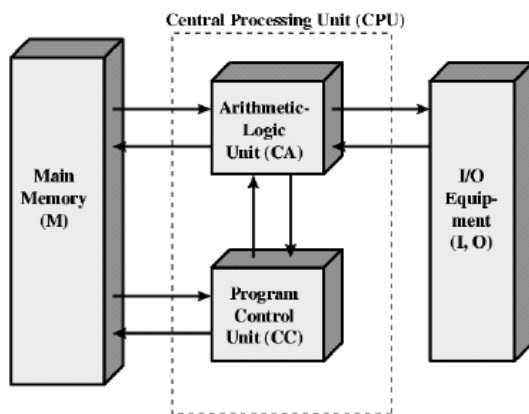 Central Processing Unit (CPU)
Main
Memory
(M)
Arithmetic-
Logic
Unit (CA)
Program
Control
Unit (CC)
I/O
Equip-
ment
(I, O)